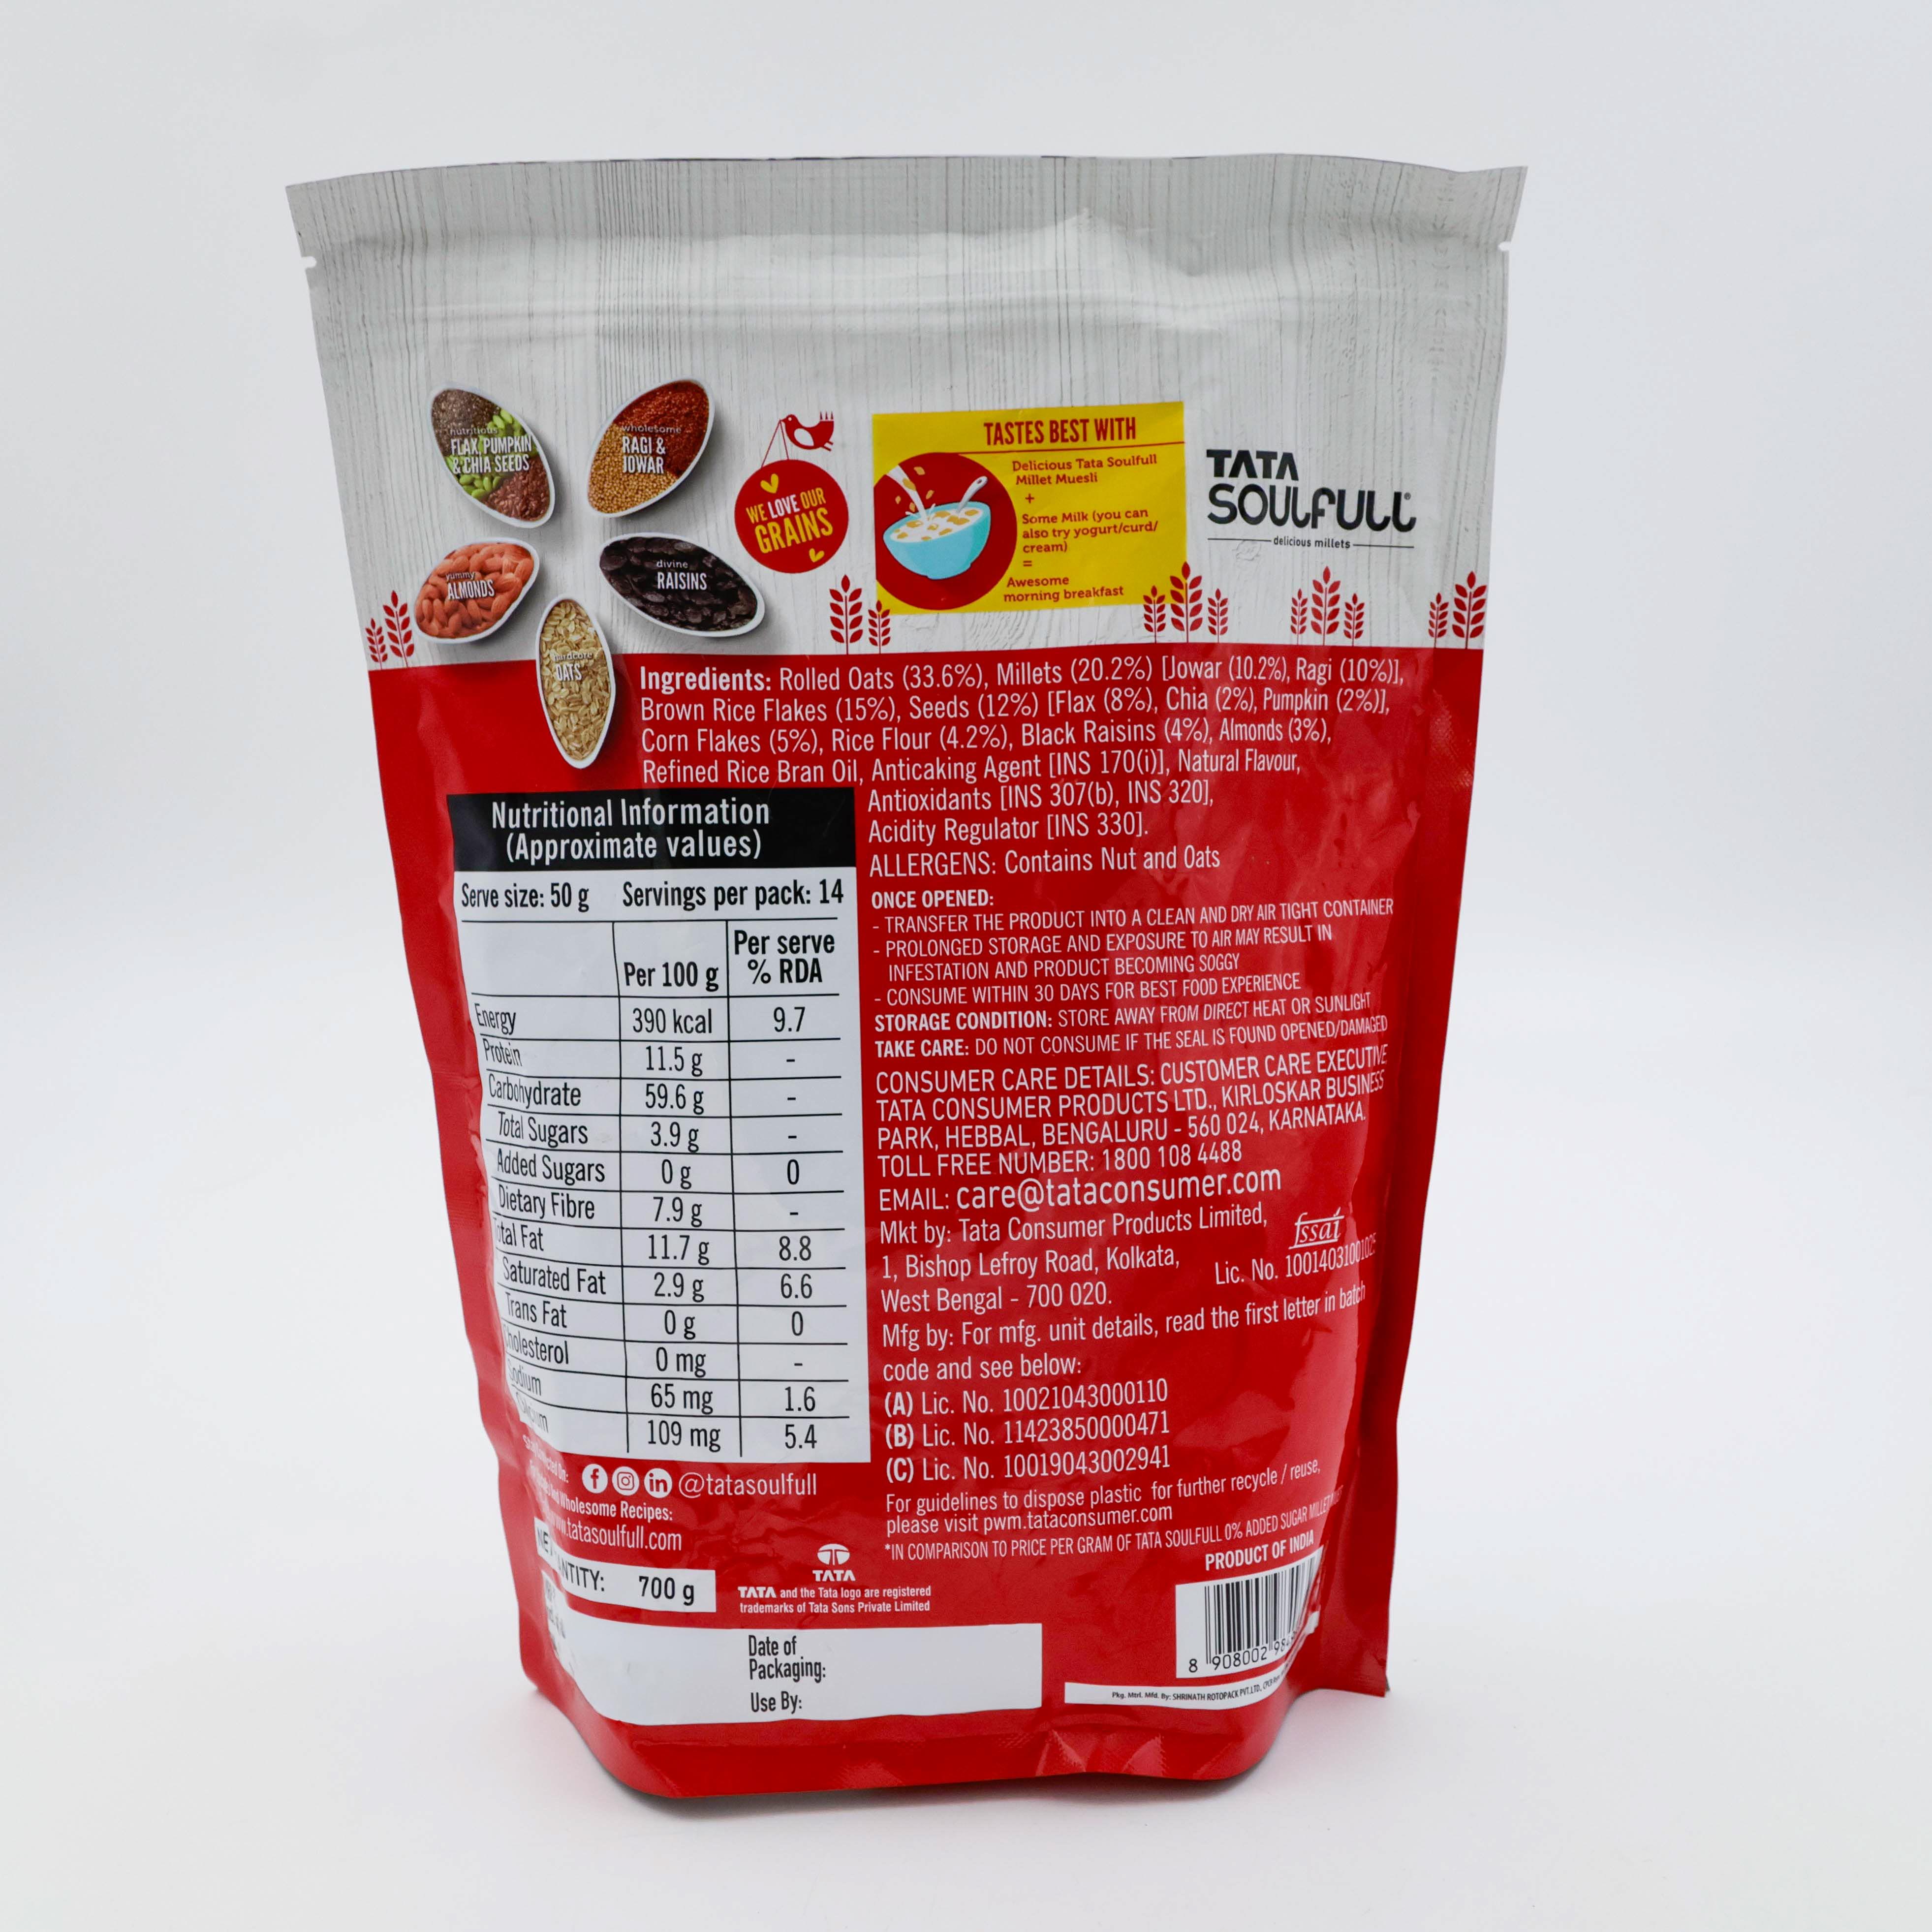 nutritious
FLAX, PUMPKIN
& CHIA SEEDS
wholesome
RAGI &
JOWAR
yummy
ALMONDS
divine
RAISINS
hardcore
OATS
WE LOVE OUR
GRAINS
TASTES BEST WITH
Delicious Tata Soulfull
Millet Muesli
+
Some Milk (you can
also try yogurt/curd/
cream)
=
Awesome
morning breakfast
TATA
SOULFULL®
delicious millets
Ingredients: Rolled Oats (33.6%), Millets (20.2%) [Jowar (10.2%), Ragi (10%)],
Brown Rice Flakes (15%), Seeds (12%) [Flax (8%), Chia (2%), Pumpkin (2%)],
Corn Flakes (5%), Rice Flour (4.2%), Black Raisins (4%), Almonds (3%),
Refined Rice Bran Oil, Anticaking Agent [INS 170(i)], Natural Flavour,
Antioxidants [INS 307(b), INS 320],
Acidity Regulator [INS 330].
ALLERGENS: Contains Nut and Oats
Nutritional Information
(Approximate values)
Serve size: 50 g Servings per pack: 14
Per 100 g Per serve % RDA
Energy 390 kcal 9.7
Protein 11.5 g -
Carbohydrate 59.6 g -
Total Sugars 3.9 g -
Added Sugars 0 g 0
Dietary Fibre 7.9 g -
tal Fat 11.7 g 8.8
Saturated Fat 2.9 g 6.6
Trans Fat 0 g 0
Cholesterol 0 mg -
Sodium 65 mg 1.6
109 mg 5.4
ONCE OPENED:
- TRANSFER THE PRODUCT INTO A CLEAN AND DRY AIR TIGHT CONTAINER
- PROLONGED STORAGE AND EXPOSURE TO AIR MAY RESULT IN
INFESTATION AND PRODUCT BECOMING SOGGY
- CONSUME WITHIN 30 DAYS FOR BEST FOOD EXPERIENCE
STORAGE CONDITION: STORE AWAY FROM DIRECT HEAT OR SUNLIGHT
TAKE CARE: DO NOT CONSUME IF THE SEAL IS FOUND OPENED/DAMAGED
CONSUMER CARE DETAILS: CUSTOMER CARE EXECUTIVE
TATA CONSUMER PRODUCTS LTD., KIRLOSKAR BUSINESS
PARK, HEBBAL, BENGALURU - 560 024, KARNATAKA.
TOLL FREE NUMBER: 1800 108 4488
EMAIL: care@tataconsumer.com
Mkt by: Tata Consumer Products Limited,
1, Bishop Lefroy Road, Kolkata,
West Bengal - 700 020.
fssai
Lic. No. 10014031001025
Mfg by: For mfg. unit details, read the first letter in batch
code and see below:
(A) Lic. No. 10021043000110
(B) Lic. No. 11423850000471
(C) Lic. No. 10019043002941
For guidelines to dispose plastic for further recycle / reuse,
please visit pwm.tataconsumer.com
*IN COMPARISON TO PRICE PER GRAM OF TATA SOULFULL 0% ADDED SUGAR MILLET
PRODUCT OF INDIA
On: @tatasoulfull
Wholesome Recipes:
tatasoulfull.com
NTITY: 700 g
TATA
TATA and the Tata logo are registered
trademarks of Tata Sons Private Limited
Date of
Packaging:
Use By:
8 908002 98
Pkg. Mtrl. Mfd. By: SHRINATH ROTOPACK PVT. LTD.